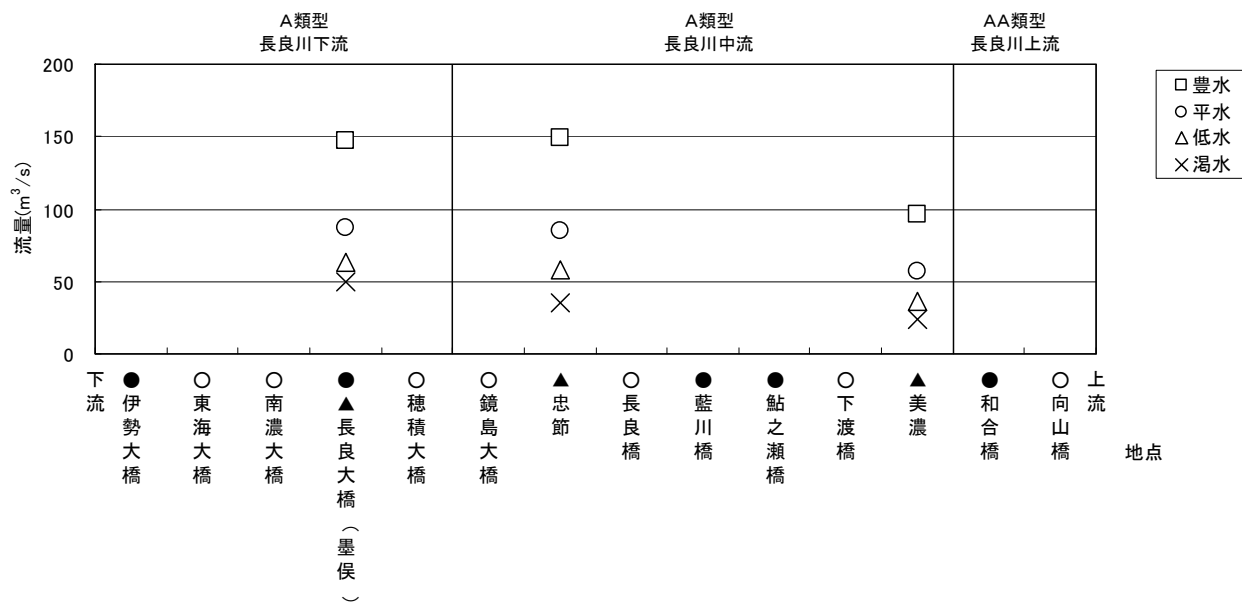 A類型
長良川下流
A類型
長良川中流
AA類型
長良川上流
流量(m³/s)
200
150
100
50
0
□豊水
○平水
△低水
×渇水
下流
●伊勢大橋
○東海大橋
○南濃大橋
●▲長良大橋（墨俣）
○穂積大橋
○鏡島大橋
▲忠節
○長良橋
●藍川橋
●鮎之瀬橋
○下渡橋
▲美濃
●和合橋
○向山橋
上流
地点